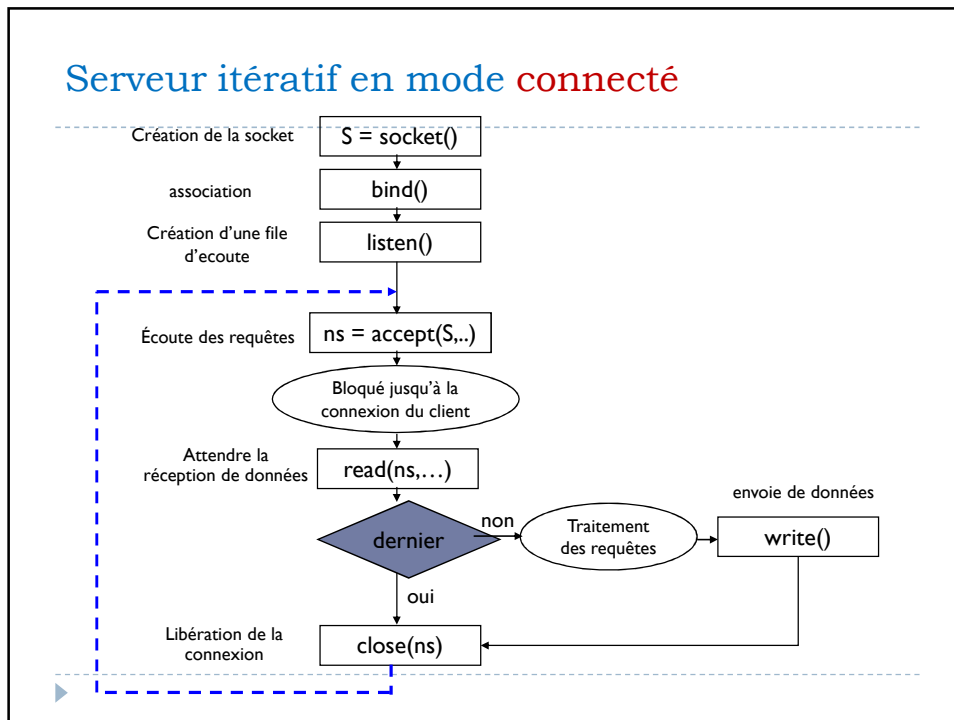 Serveur itératif en mode connecté
Création de la socket
S = socket()
association
bind()
Création d'une file
d'ecoute
listen()
Écoute des requêtes
ns = accept(S,..)
Bloqué jusqu'à la
connexion du client
Attendre la
réception de données
read(ns,…)
dernier
non
Traitement
des requêtes
envoie de données
write()
oui
Libération de la
connexion
close(ns)